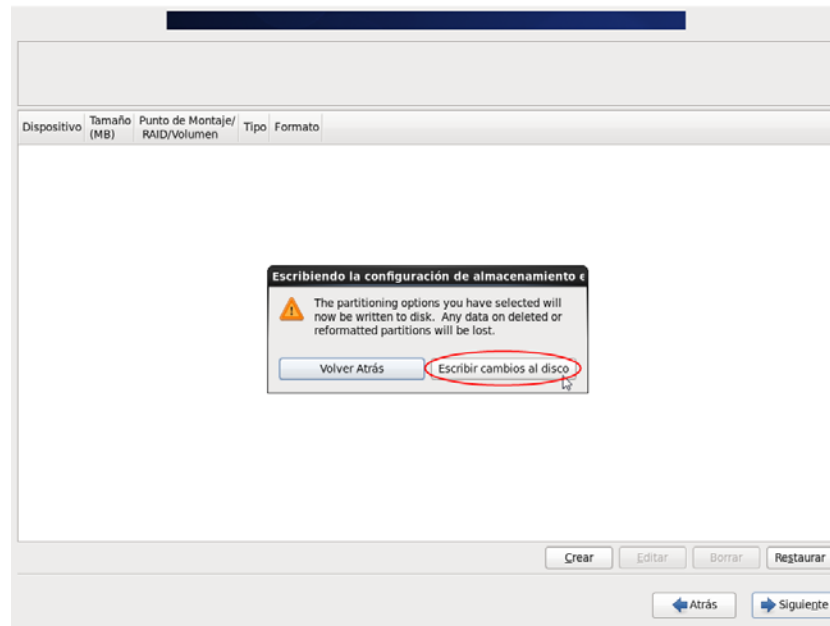 Dispositivo Tamaño (MB) Punto de Montaje/ RAID/Volumen Tipo Formato
Escribiendo la configuración de almacenamiento e
The partitioning options you have selected will
now be written to disk. Any data on deleted or
reformatted partitions will be lost.
Volver Atrás Escribir cambios al disco
Crear Editar Borrar Restaurar
Atrás Siguiente